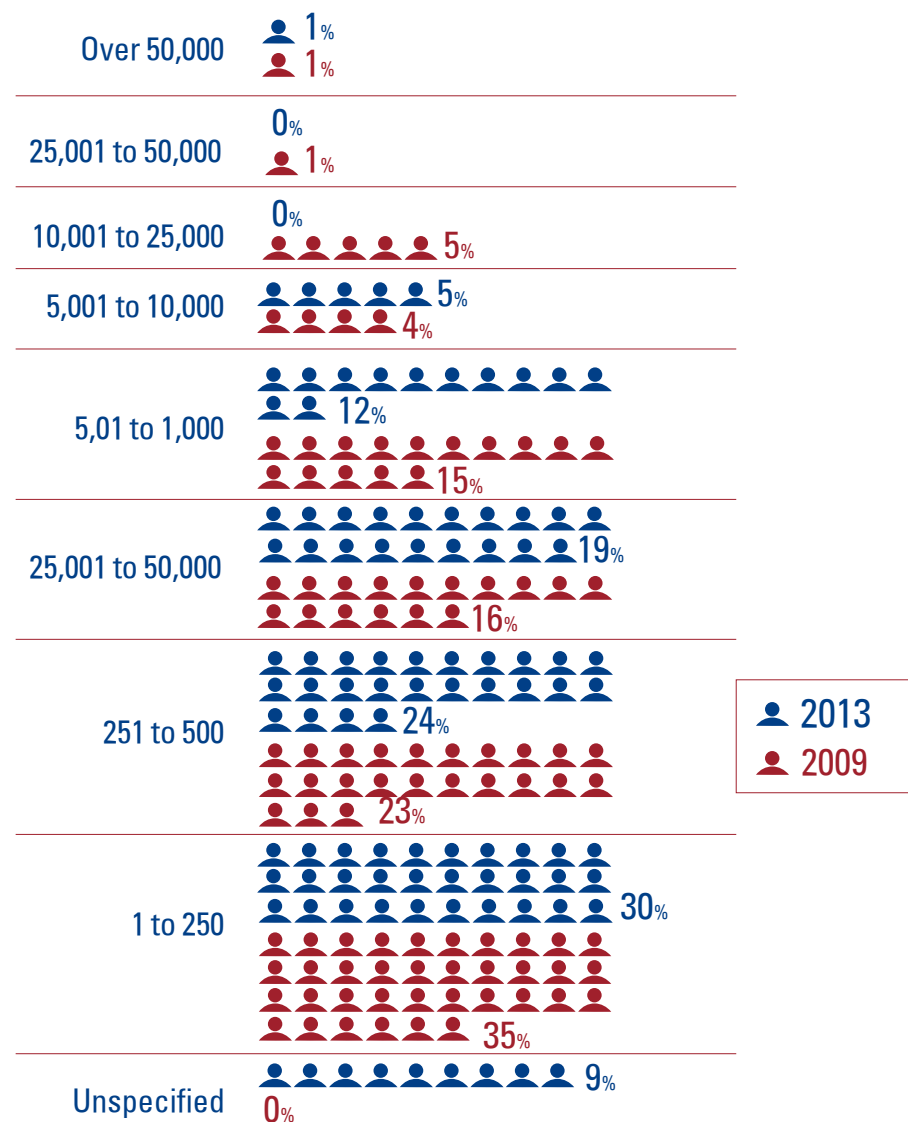 Over 50,000
1%
1%
25,001 to 50,000
0%
1%
10,001 to 25,000
0%
5%
5,001 to 10,000
5%
4%
5,01 to 1,000
12%
15%
25,001 to 50,000
19%
16%
251 to 500
24%
23%
1 to 250
30%
35%
Unspecified
9%
0%
2013
2009